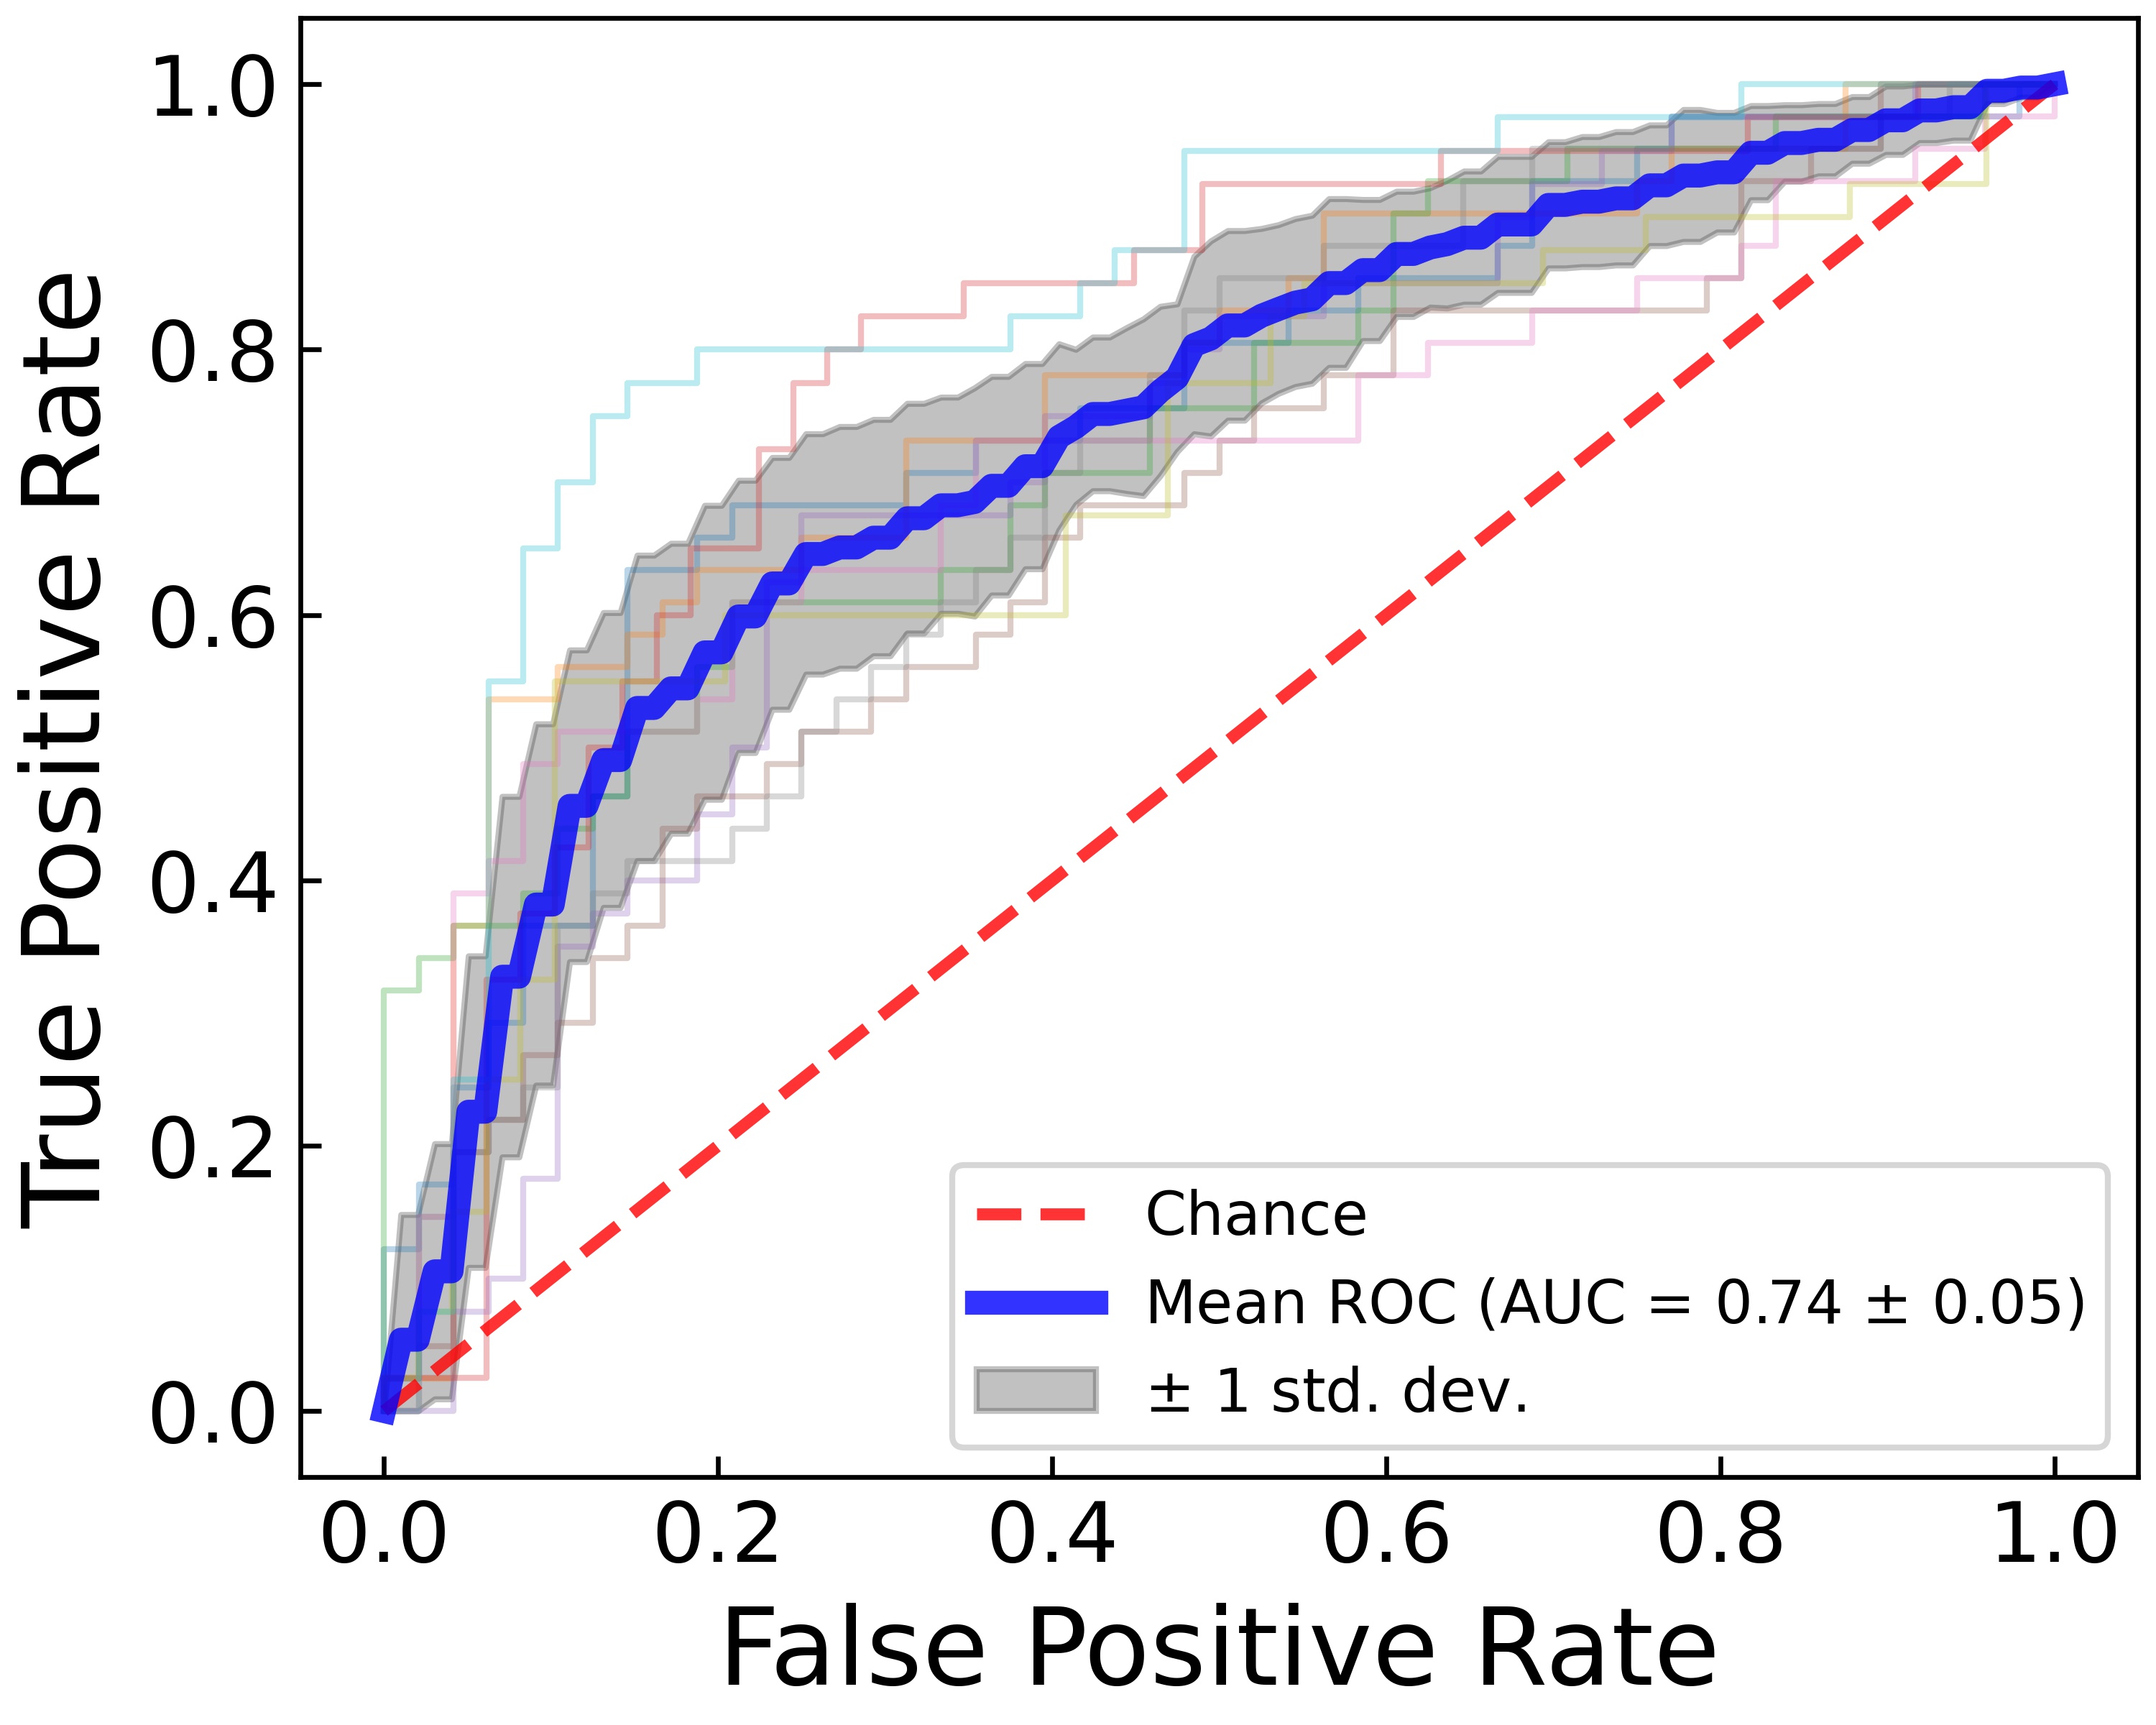 True Positive Rate
1.0
0.8
0.6
0.4
0.2
0.0
Chance
Mean ROC (AUC = 0.74 ± 0.05)
± 1 std. dev.
0.0 0.2 0.4 0.6 0.8 1.0
False Positive Rate